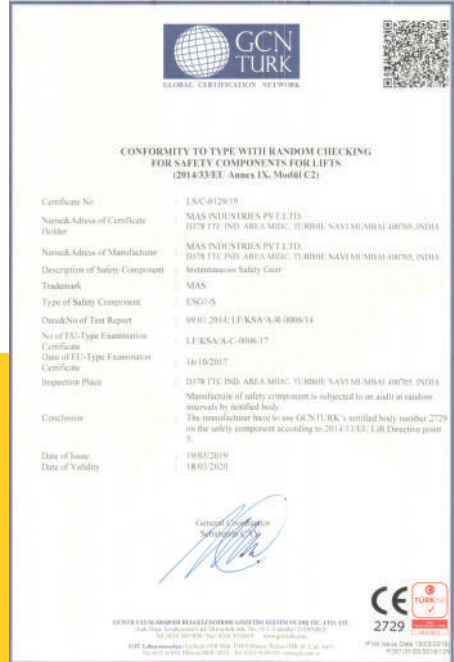 GCN
TURK
GLOBAL CERTIFICATION NETWORK
CONFORMITY TO TYPE WITH RANDOM CHECKING
FOR SAFETY COMPONENTS FOR LIFTS
(2014/33/EU Annex IX, Modül C2)
Certificate No : LS/C-0129/19
Name&Adress of Certificate Holder : MAS INDUSTRIES PVT.LTD.
D378 TTC IND. AREA MIDC, TURBHE NAVI MUMBAI 400705, INDIA
Name&Adress of Manufacturer : MAS INDUSTRIES PVT.LTD.
D378 TTC IND. AREA MIDC, TURBHE NAVI MUMBAI 400705, INDIA
Description of Safety Component : Instantaneous Safety Gear
Trademark : MAS
Type of Safety Component : ESG1-S
Date&No of Test Report : 09.01.2014, LF/KSA/A-R-0006/14
No of EU-Type Examination Certificate : LF/KSA/A-C-0006-17
Date of EU-Type Examination Certificate : 16/10/2017
Inspection Place : D378 TTC IND. AREA MIDC, TURBHE NAVI MUMBAI 400705, INDIA
Manufacture of safety component is subjected to an audit at random
intervals by notified body.
Conclusion : The manufacturer have to use GCNTURK's notified body number 2729
on the safety component according to 2014/33/EU Lift Directive point
5.
Date of Issue : 19/03/2019
Date of Validity : 18/03/2020
General Coordinator
CE
2729
TÜRKAK